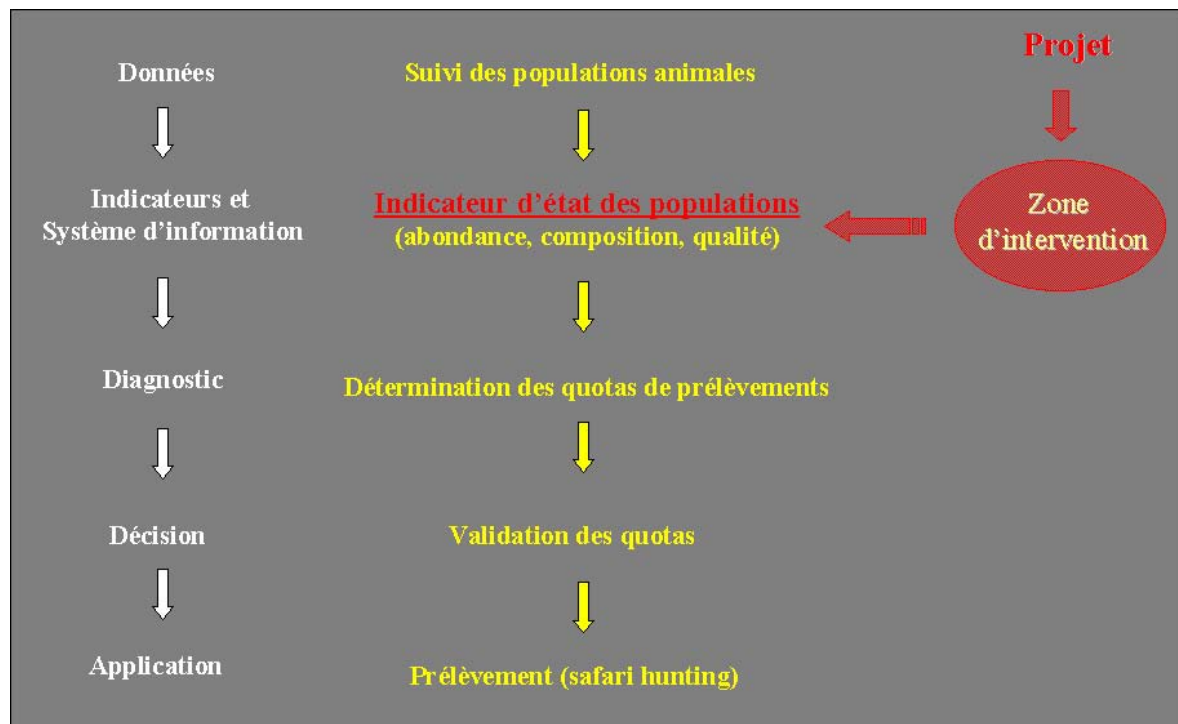 Projet
Données
Suivi des populations animales
Indicateurs et
Système d'information
Indicateur d'état des populations
(abondance, composition, qualité)
Zone
d'intervention
Diagnostic
Détermination des quotas de prélèvements
Décision
Validation des quotas
Application
Prélèvement (safari hunting)